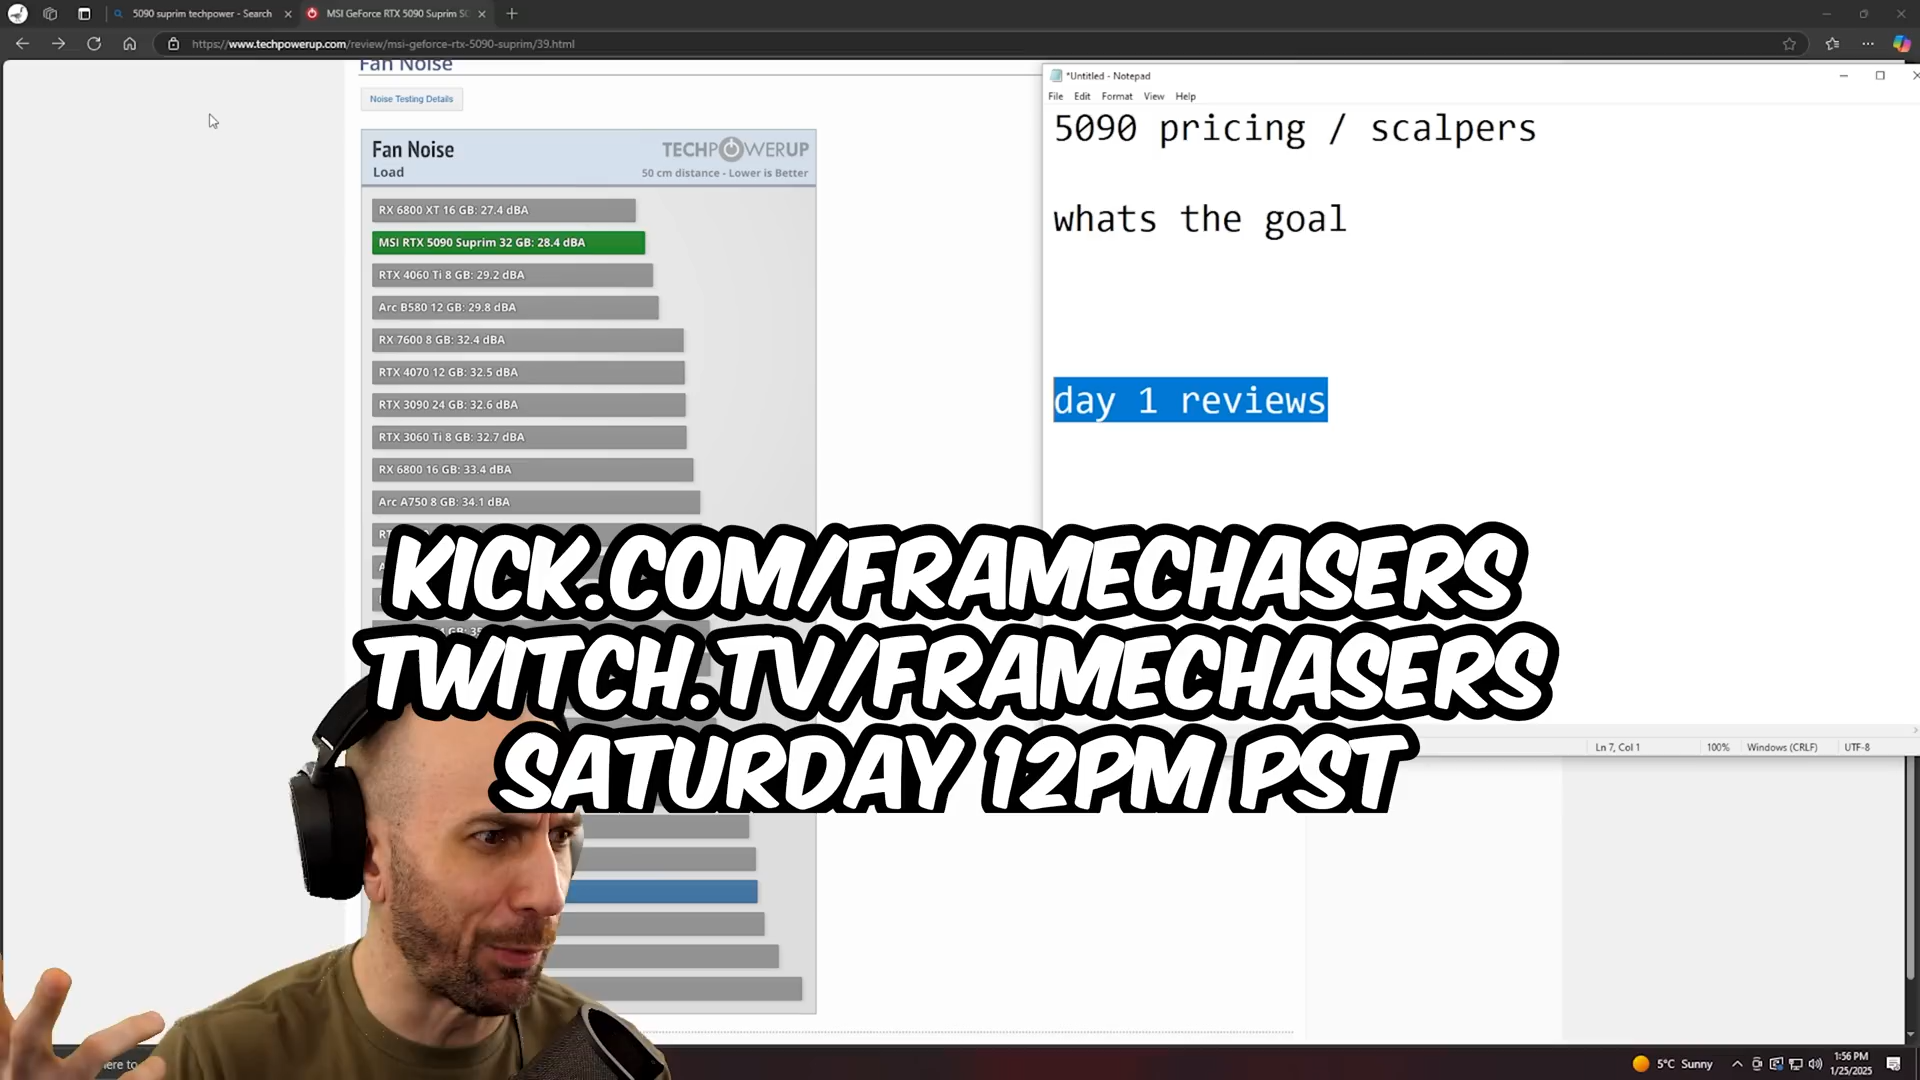 5090 suprim techpower - Search
MSI GeForce RTX 5090 Suprim SO
https://www.techpowerup.com/review/msi-geforce-rtx-5090-suprim/39.html
Fan Noise
Noise Testing Details
Fan Noise
Load
TECHPOWERUP
50 cm distance - Lower is Better
RX 6800 XT 16 GB: 27.4 dBA
MSI RTX 5090 Suprim 32 GB: 28.4 dBA
RTX 4060 Ti 8 GB: 29.2 dBA
Arc B580 12 GB: 29.8 dBA
RX 7600 8 GB: 32.4 dBA
RTX 4070 12 GB: 32.5 dBA
RTX 3090 24 GB: 32.6 dBA
RTX 3060 Ti 8 GB: 32.7 dBA
RX 6800 16 GB: 33.4 dBA
Arc A750 8 GB: 34.1 dBA
*Untitled - Notepad
File Edit Format View Help
5090 pricing / scalpers
whats the goal
day 1 reviews
Ln 7, Col 1 100% Windows (CRLF) UTF-8
KICK.COM/FRAMECHASERS
TWITCH.TV/FRAMECHASERS
SATURDAY 12PM PST
here to
5°C Sunny
1:56 PM
1/25/2025